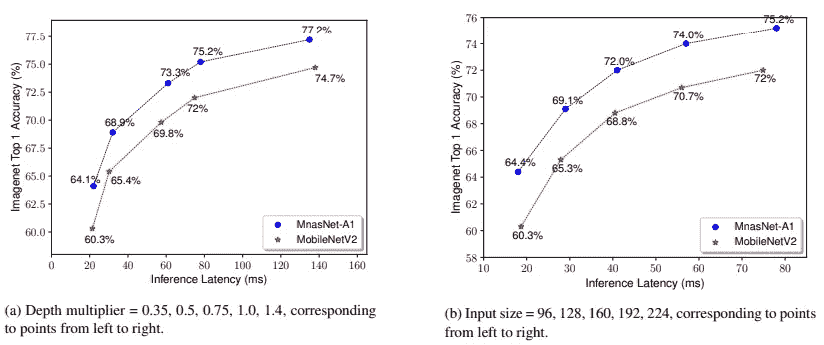 77.5
75.0
72.5
70.0
67.5
65.0
62.5
60.0
Imagenet Top 1 Accuracy (%)
77.2%
75.2%
73.3%
68.9%
64.1%
74.7%
72%
69.8%
65.4%
60.3%
MnasNet-A1
MobileNetV2
0 20 40 60 80 100 120 140 160
Inference Latency (ms)
(a) Depth multiplier = 0.35, 0.5, 0.75, 1.0, 1.4, corresponding
to points from left to right.
76
74
72
70
68
66
64
62
60
58
Imagenet Top 1 Accuracy (%)
75.2%
74.0%
72.0%
69.1%
64.4%
72%
70.7%
68.8%
65.3%
60.3%
MnasNet-A1
MobileNetV2
10 20 30 40 50 60 70 80
Inference Latency (ms)
(b) Input size = 96, 128, 160, 192, 224, corresponding to points
from left to right.